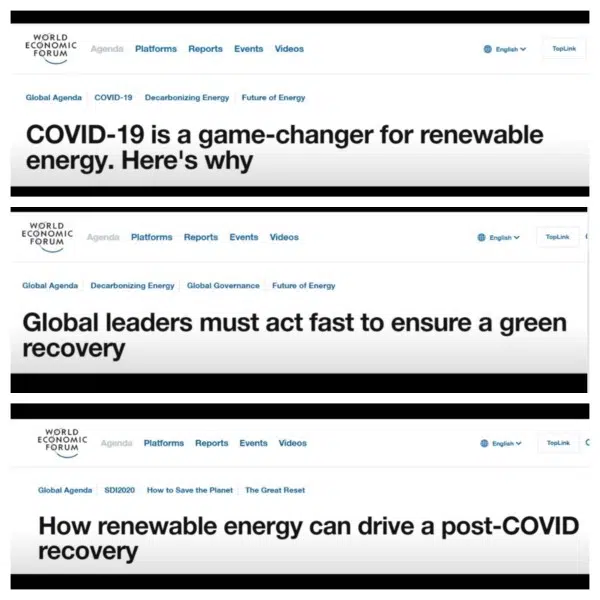 WORLD
ECONOMIC
FORUM
Agenda Platforms Reports Events Videos English TopLink
Global Agenda COVID-19 Decarbonizing Energy Future of Energy
COVID-19 is a game-changer for renewable
energy. Here's why
WORLD
ECONOMIC
FORUM
Agenda Platforms Reports Events Videos English TopLink
Global Agenda Decarbonizing Energy Global Governance Future of Energy
Global leaders must act fast to ensure a green
recovery
WORLD
ECONOMIC
FORUM
Agenda Platforms Reports Events Videos English TopLink
Global Agenda SDI2020 How to Save the Planet The Great Reset
How renewable energy can drive a post-COVID
recovery